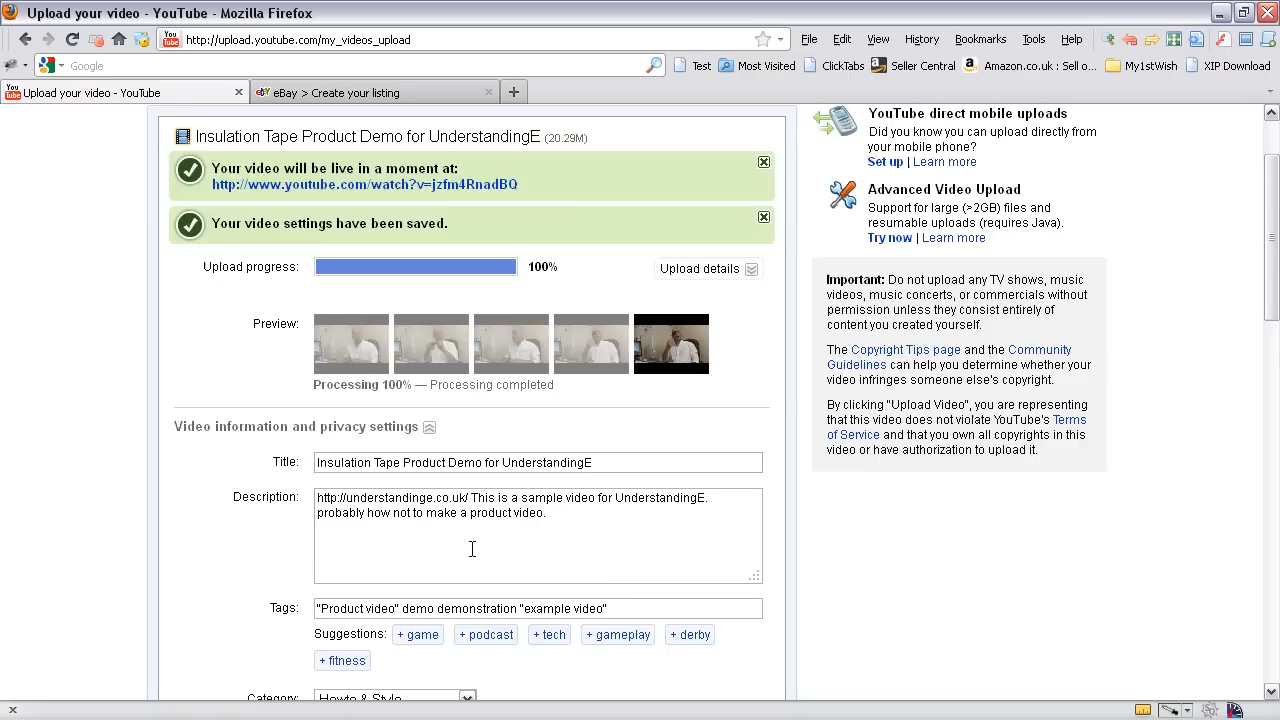 Upload your video - YouTube - Mozilla Firefox
You Tube http://upload.youtube.com/my_videos_upload File Edit View History Bookmarks Tools Help
Google Test Most Visited ClickTabs Seller Central Amazon.co.uk : Sell o... My1stWish XIP Download
You Tube Upload your video - YouTube eBay > Create your listing
Insulation Tape Product Demo for UnderstandingE (20.29M)
Your video will be live in a moment at:
http://www.youtube.com/watch?v=jzfm4RnadBQ
Your video settings have been saved.
Upload progress: 100% Upload details
Preview:
Processing 100% — Processing completed
Video information and privacy settings
Title: Insulation Tape Product Demo for UnderstandingE
Description: http://understandinge.co.uk/ This is a sample video for UnderstandingE.
probably how not to make a product video.
Tags: "Product video" demo demonstration "example video"
Suggestions: + game + podcast + tech + gameplay + derby
+ fitness
Category: Howto & Style
YouTube direct mobile uploads
Did you know you can upload directly from
your mobile phone?
Set up | Learn more
Advanced Video Upload
Support for large (>2GB) files and
resumable uploads (requires Java).
Try now | Learn more
Important: Do not upload any TV shows, music
videos, music concerts, or commercials without
permission unless they consist entirely of
content you created yourself.
The Copyright Tips page and the Community
Guidelines can help you determine whether your
video infringes someone else's copyright.
By clicking "Upload Video", you are representing
that this video does not violate YouTube's Terms
of Service and that you own all copyrights in this
video or have authorization to upload it.